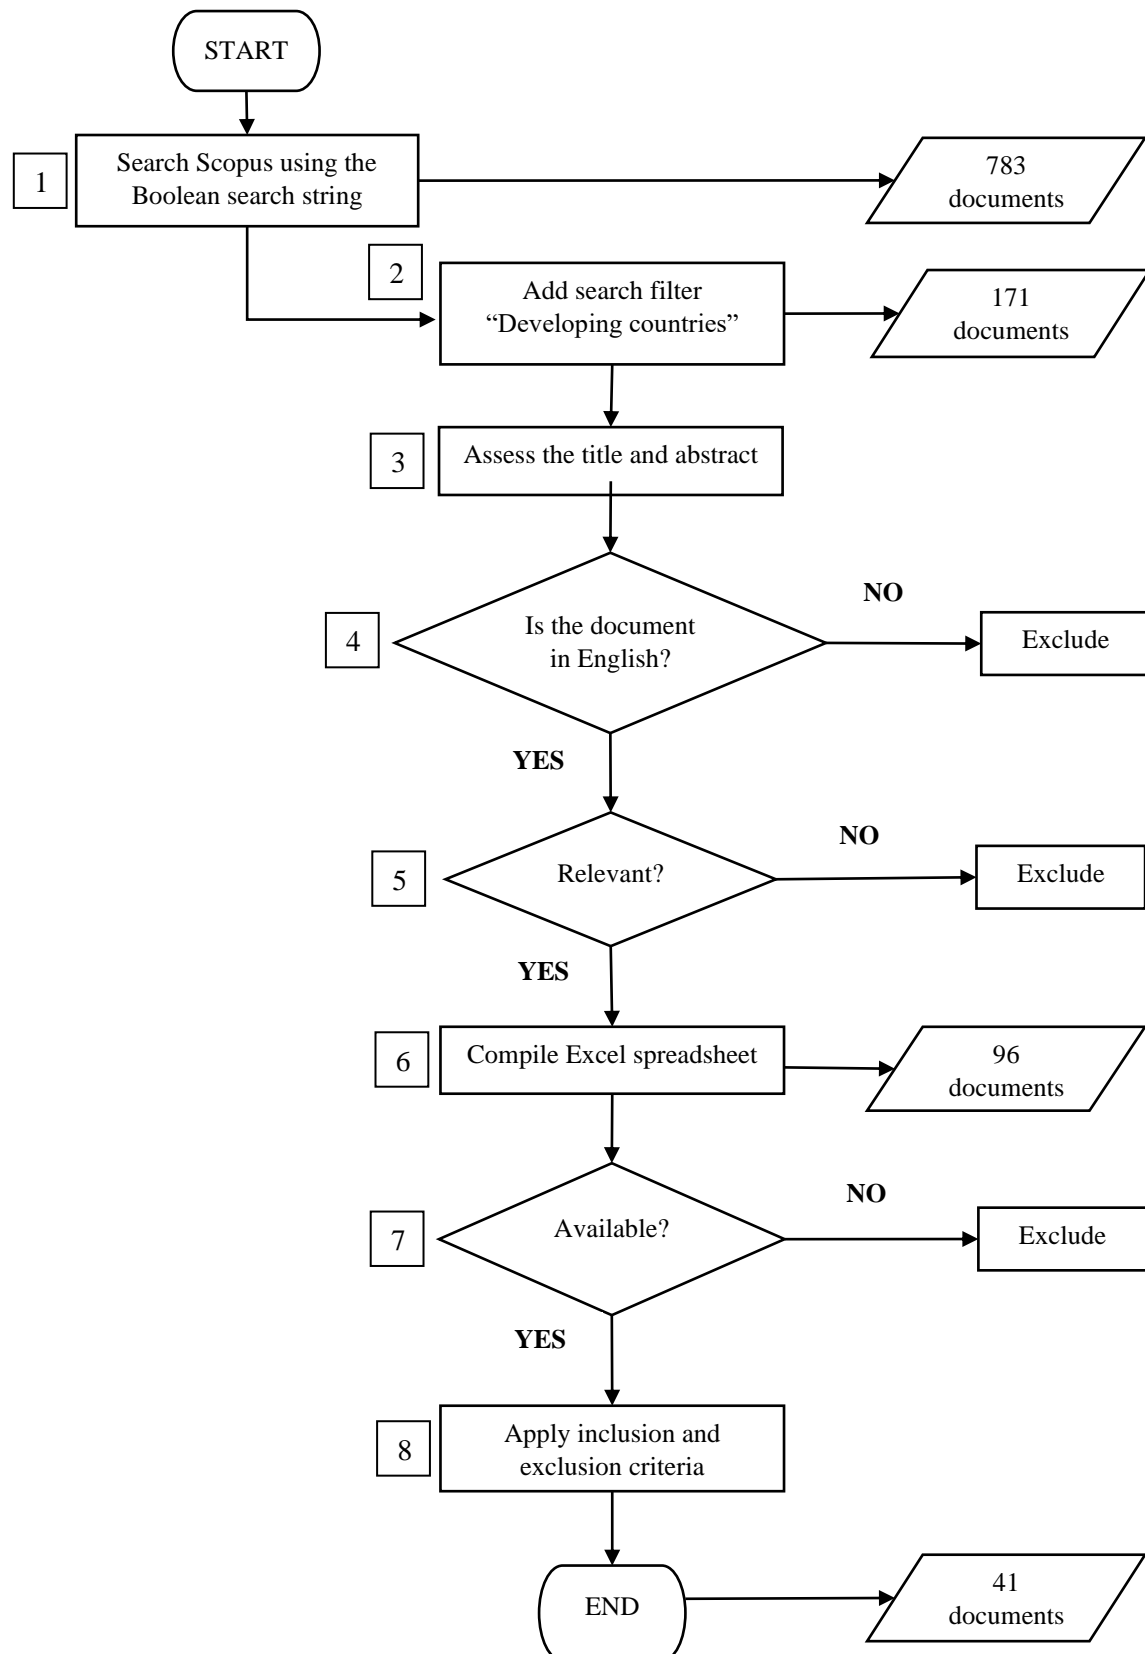 START
1
Search Scopus using the
Boolean search string
783
documents
2
Add search filter
“Developing countries”
171
documents
3
Assess the title and abstract
4
Is the document
in English?
NO
Exclude
YES
5
Relevant?
NO
Exclude
YES
6
Compile Excel spreadsheet
96
documents
7
Available?
NO
Exclude
YES
8
Apply inclusion and
exclusion criteria
END
41
documents